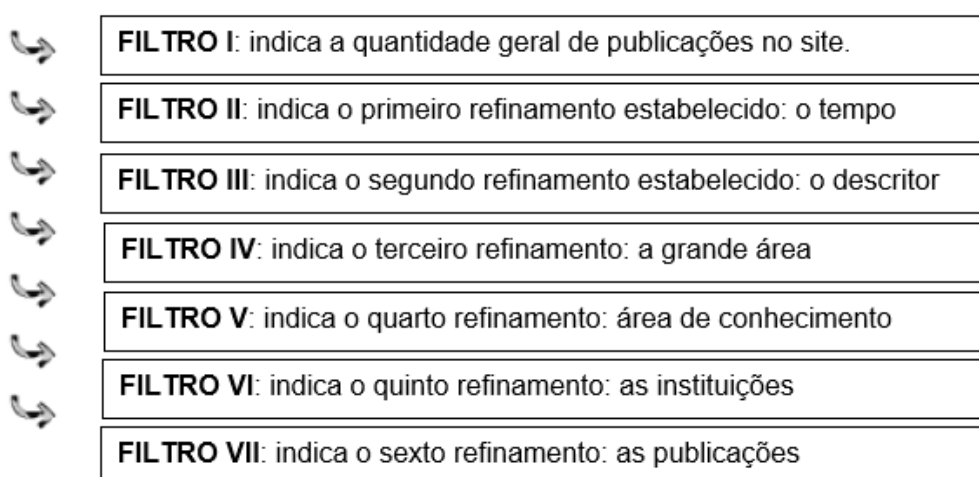 FILTRO I: indica a quantidade geral de publicações no site.
FILTRO II: indica o primeiro refinamento estabelecido: o tempo
FILTRO III: indica o segundo refinamento estabelecido: o descritor
FILTRO IV: indica o terceiro refinamento: a grande área
FILTRO V: indica o quarto refinamento: área de conhecimento
FILTRO VI: indica o quinto refinamento: as instituições
FILTRO VII: indica o sexto refinamento: as publicações